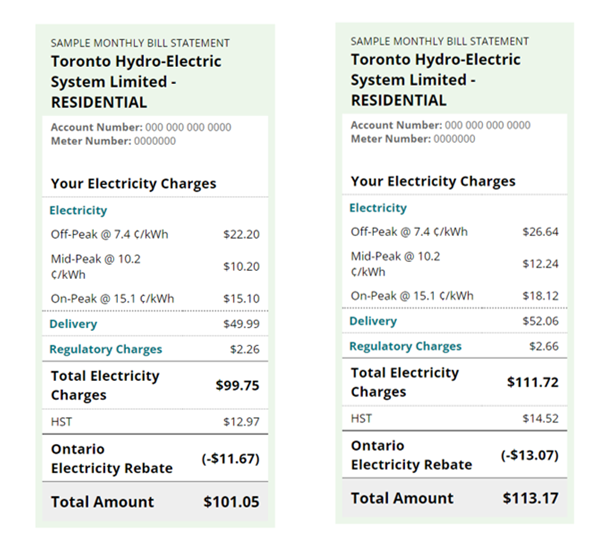 SAMPLE MONTHLY BILL STATEMENT
Toronto Hydro-Electric
System Limited -
RESIDENTIAL
Account Number: 000 000 000 0000
Meter Number: 0000000
Your Electricity Charges
Electricity
Off-Peak @ 7.4 ¢/kWh $22.20
Mid-Peak @ 10.2
¢/kWh $10.20
On-Peak @ 15.1 ¢/kWh $15.10
Delivery $49.99
Regulatory Charges $2.26
Total Electricity
Charges $99.75
HST $12.97
Ontario
Electricity Rebate (-$11.67)
Total Amount $101.05
SAMPLE MONTHLY BILL STATEMENT
Toronto Hydro-Electric
System Limited -
RESIDENTIAL
Account Number: 000 000 000 0000
Meter Number: 0000000
Your Electricity Charges
Electricity
Off-Peak @ 7.4 ¢/kWh $26.64
Mid-Peak @ 10.2
¢/kWh $12.24
On-Peak @ 15.1 ¢/kWh $18.12
Delivery $52.06
Regulatory Charges $2.66
Total Electricity
Charges $111.72
HST $14.52
Ontario
Electricity Rebate (-$13.07)
Total Amount $113.17